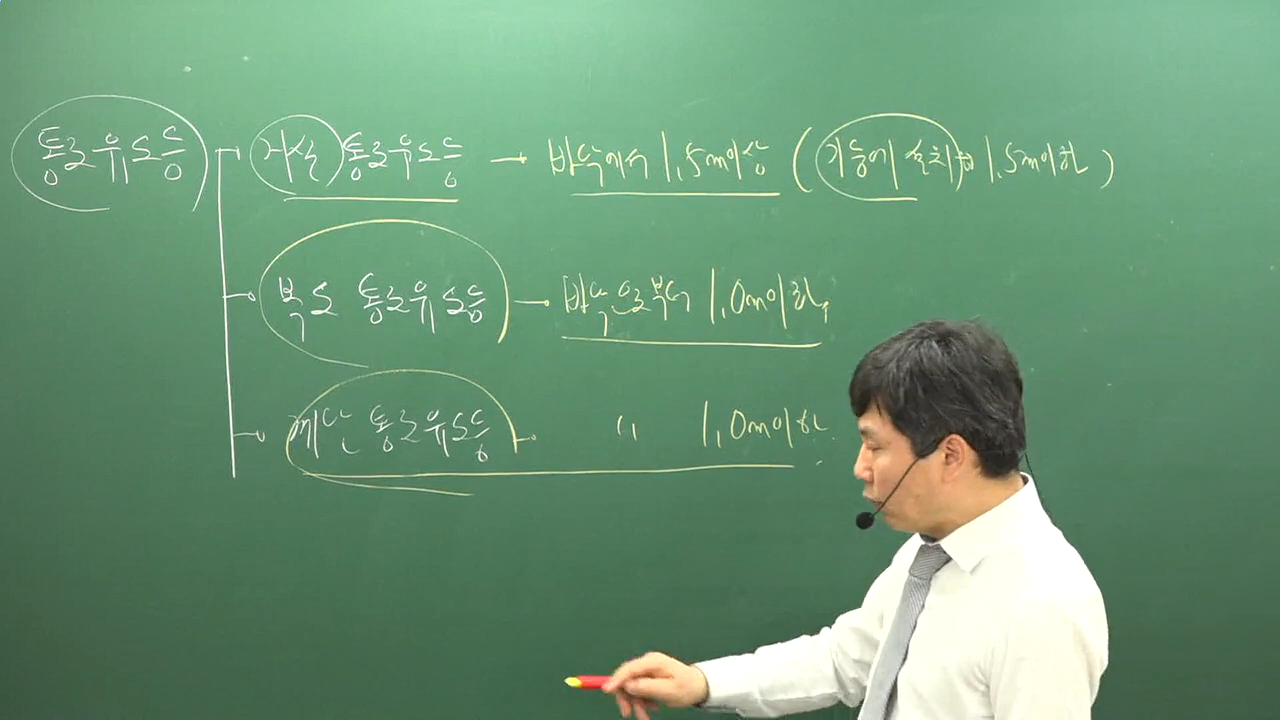 통로유도등 거실통로유도등 → 바닥에서 1.5m이상 (기둥에 설치시 1.5m이하)
복도 통로유도등 → 바닥으로부터 1.0m이하
계단 통로유도등 〃 1.0m이하